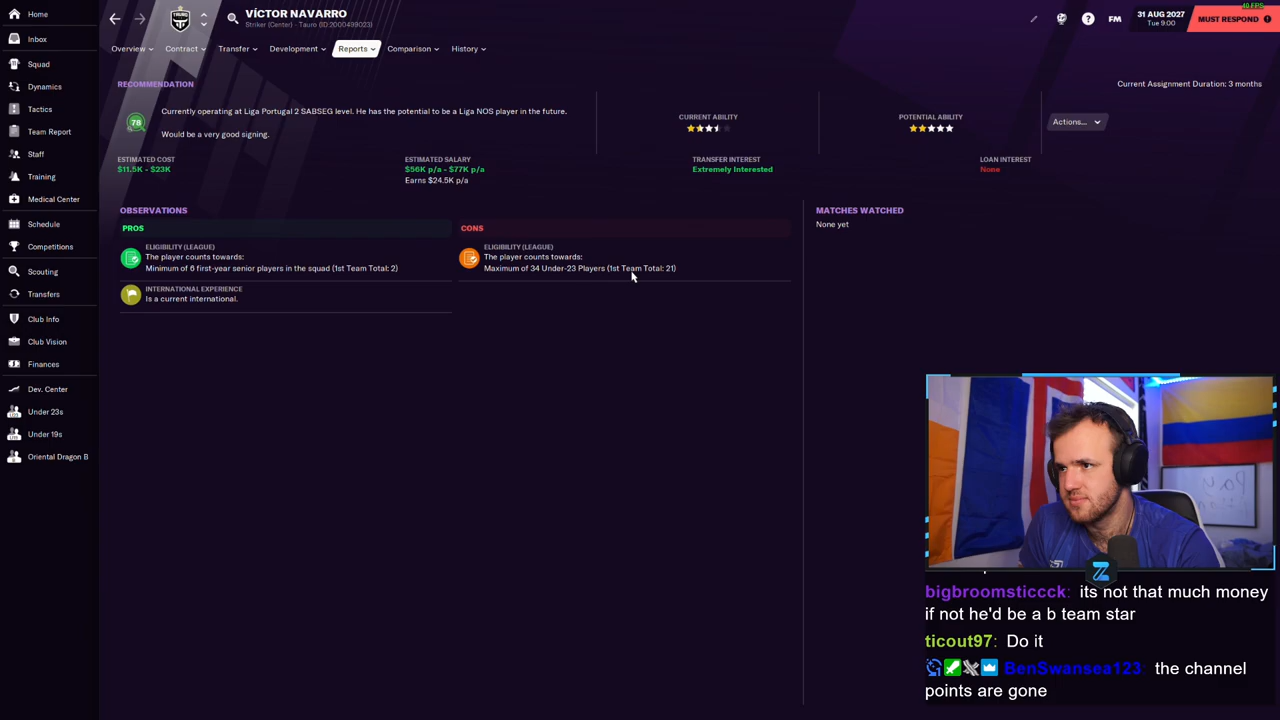 Home
Inbox
Squad
Dynamics
Tactics
Team Report
Staff
Training
Medical Center
Schedule
Competitions
Scouting
Transfers
Club Info
Club Vision
Finances
Dev. Center
Under 23s
Under 19s
Oriental Dragon B
VÍCTOR NAVARRO
Striker (Center) - Tauro (ID:2000499023)
FM
31 AUG 2027
Tue 9:00
40 FPS
MUST RESPOND
Overview
Contract
Transfer
Development
Reports
Comparison
History
RECOMMENDATION
Current Assignment Duration: 3 months
78
Currently operating at Liga Portugal 2 SABSEG level. He has the potential to be a Liga NOS player in the future.
Would be a very good signing.
CURRENT ABILITY
POTENTIAL ABILITY
Actions...
ESTIMATED COST
$11.5K - $23K
ESTIMATED SALARY
$56K p/a - $77K p/a
Earns $24.5K p/a
TRANSFER INTEREST
Extremely Interested
LOAN INTEREST
None
OBSERVATIONS
PROS
ELIGIBILITY (LEAGUE)
The player counts towards:
Minimum of 6 first-year senior players in the squad (1st Team Total: 2)
INTERNATIONAL EXPERIENCE
Is a current international.
CONS
ELIGIBILITY (LEAGUE)
The player counts towards:
Maximum of 34 Under-23 Players (1st Team Total: 21)
MATCHES WATCHED
None yet
bigbroomsticcck: its not that much money
if not he'd be a b team star
ticout97: Do it
BenSwansea123: the channel
points are gone